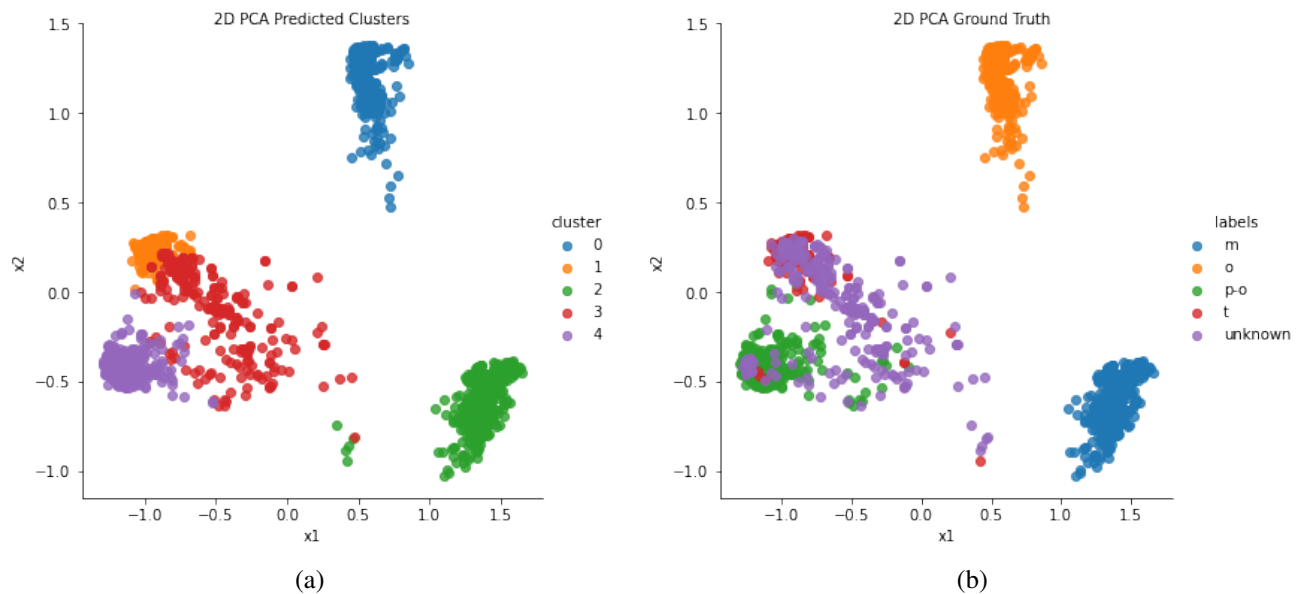 2D PCA Predicted Clusters
1.5
1.0
0.5
0.0
−0.5
−1.0
x2
−1.0 −0.5 0.0 0.5 1.0 1.5
x1
cluster
0
1
2
3
4
(a)
2D PCA Ground Truth
1.5
1.0
0.5
0.0
−0.5
−1.0
x2
−1.0 −0.5 0.0 0.5 1.0 1.5
x1
labels
m
o
p-o
t
unknown
(b)